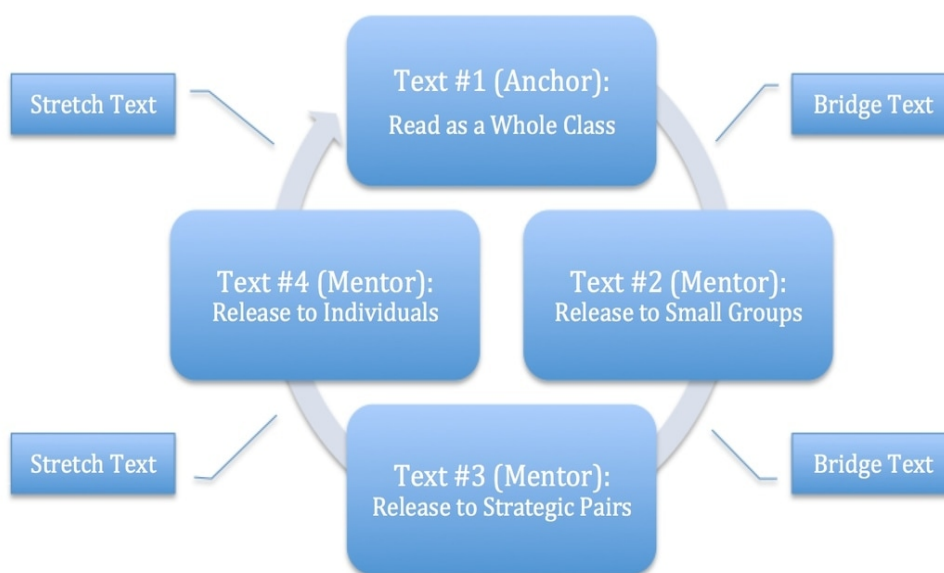 Text #1 (Anchor):
Read as a Whole Class
Stretch Text
Bridge Text
Text #4 (Mentor):
Release to Individuals
Text #2 (Mentor):
Release to Small Groups
Stretch Text
Bridge Text
Text #3 (Mentor):
Release to Strategic Pairs